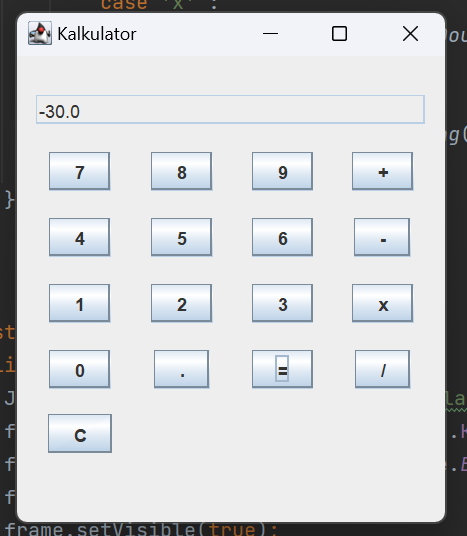 case 'x' :
Kalkulator
-30.0
7 8 9 +
4 5 6 -
}
1 2 3 x
0 . = /
C
frame.setVisible(true);